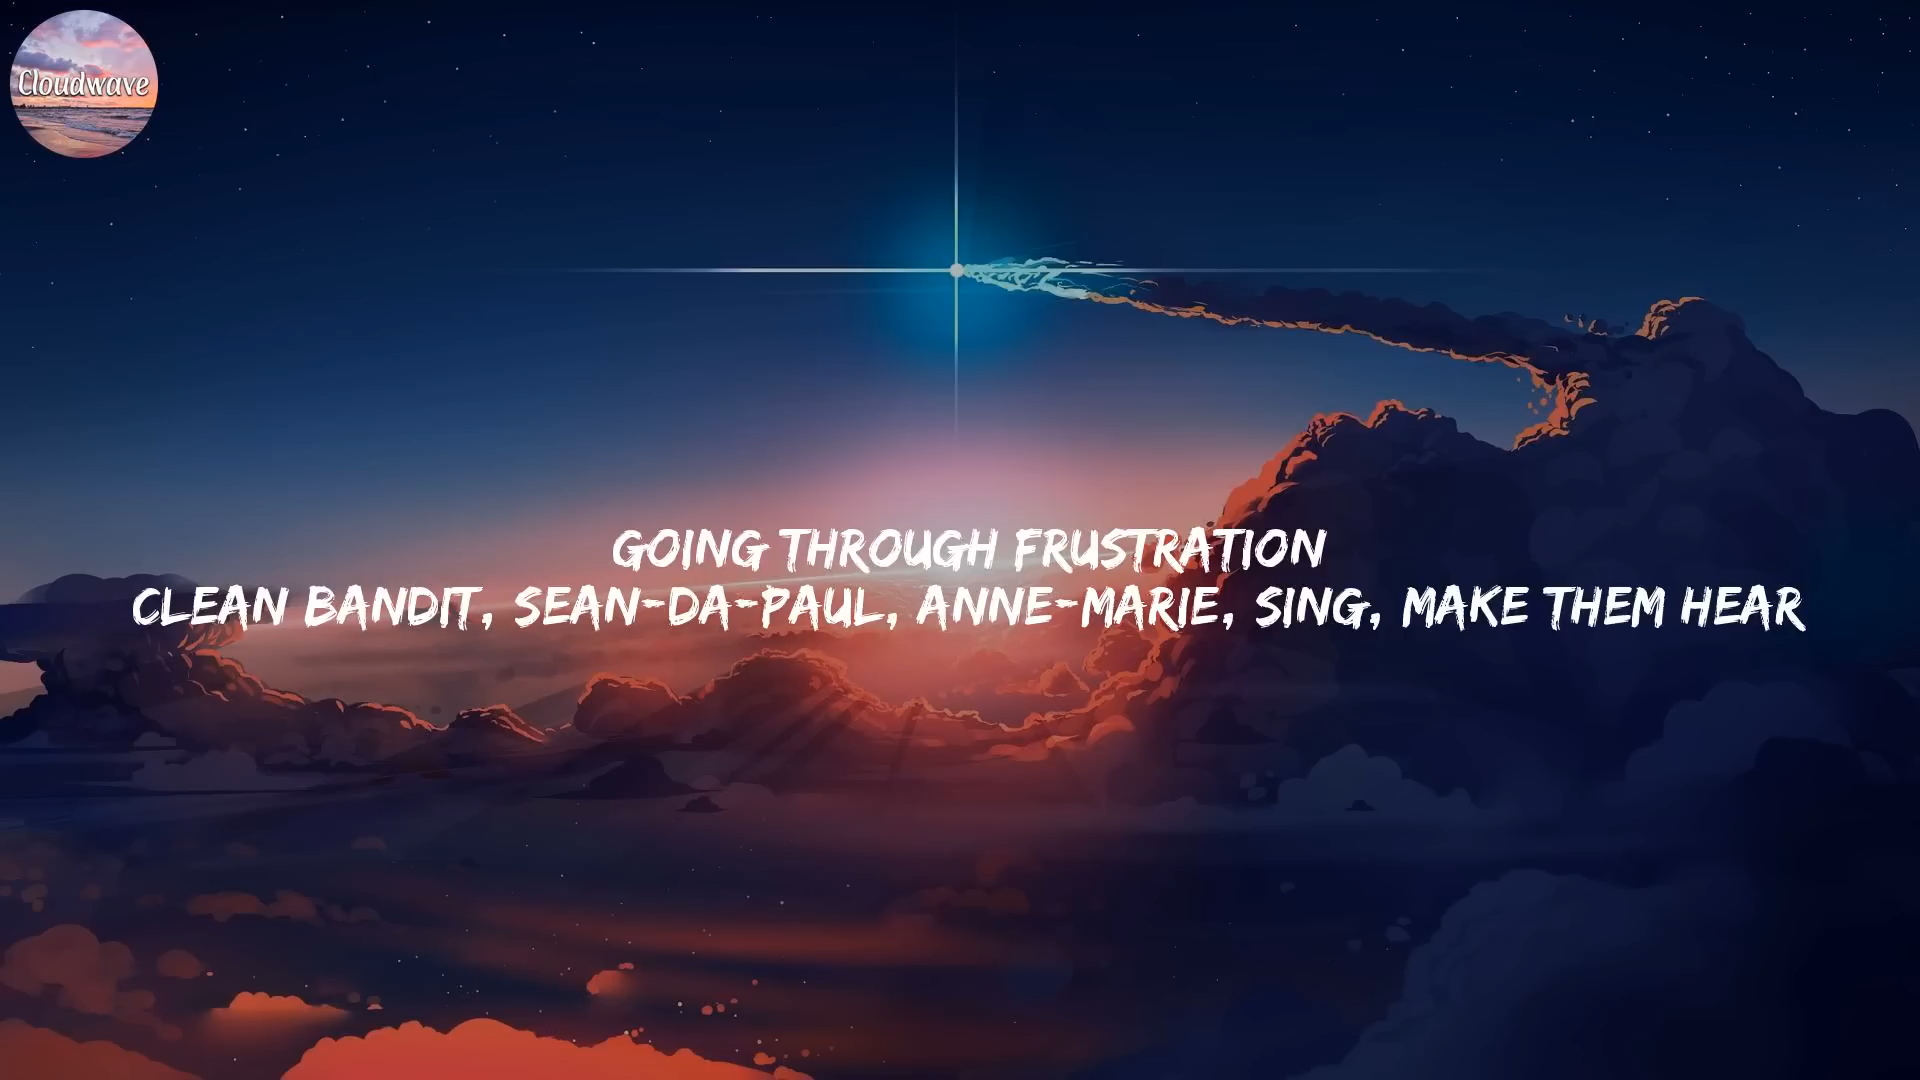 Cloudwave
GOING THROUGH FRUSTRATION
CLEAN BANDIT, SEAN-DA-PAUL, ANNE-MARIE, SING, MAKE THEM HEAR